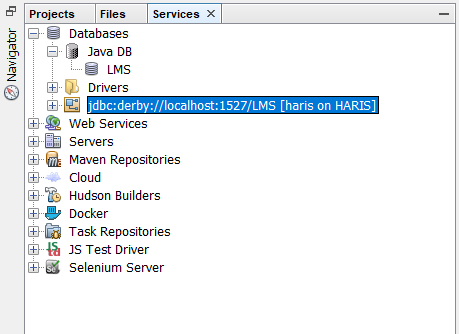 Projects Files Services ×
Navigator
Databases
Java DB
LMS
Drivers
jdbc:derby://localhost:1527/LMS [haris on HARIS]
Web Services
Servers
Maven Repositories
Cloud
Hudson Builders
Docker
Task Repositories
JS Test Driver
Selenium Server